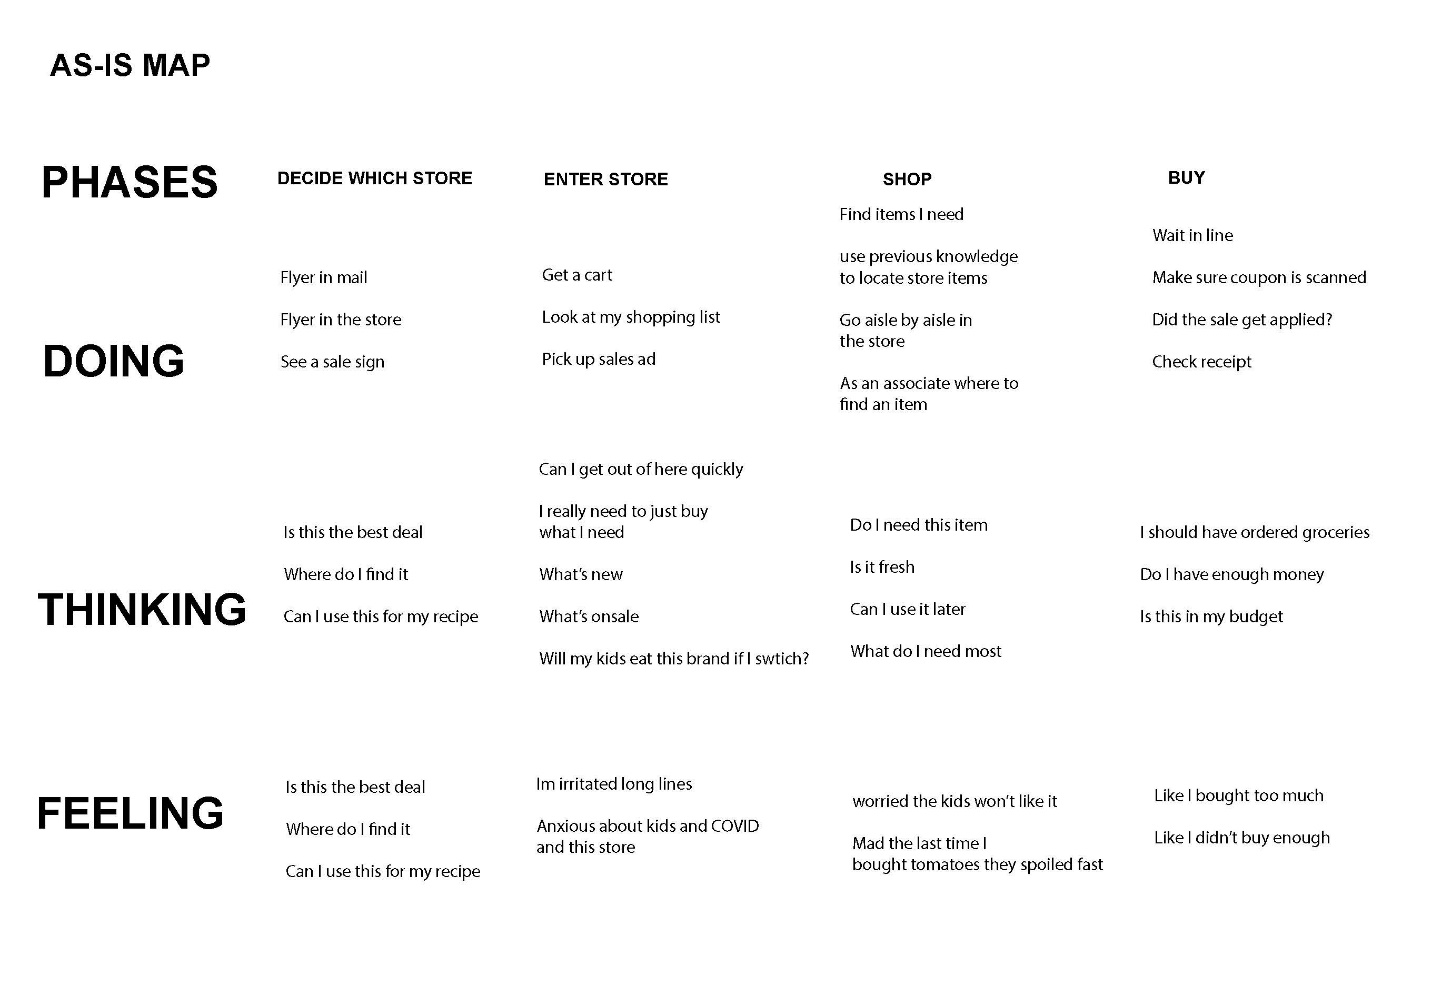 AS-IS MAP
PHASES
DECIDE WHICH STORE
ENTER STORE
SHOP
BUY
DOING
Flyer in mail
Flyer in the store
See a sale sign
Get a cart
Look at my shopping list
Pick up sales ad
Find items I need
use previous knowledge
to locate store items
Go aisle by aisle in
the store
As an associate where to
find an item
Wait in line
Make sure coupon is scanned
Did the sale get applied?
Check receipt
THINKING
Is this the best deal
Where do I find it
Can I use this for my recipe
Can I get out of here quickly
I really need to just buy
what I need
What's new
What's onsale
Will my kids eat this brand if I swtich?
Do I need this item
Is it fresh
Can I use it later
What do I need most
I should have ordered groceries
Do I have enough money
Is this in my budget
FEELING
Is this the best deal
Where do I find it
Can I use this for my recipe
Im irritated long lines
Anxious about kids and COVID
and this store
worried the kids won't like it
Mad the last time I
bought tomatoes they spoiled fast
Like I bought too much
Like I didn't buy enough